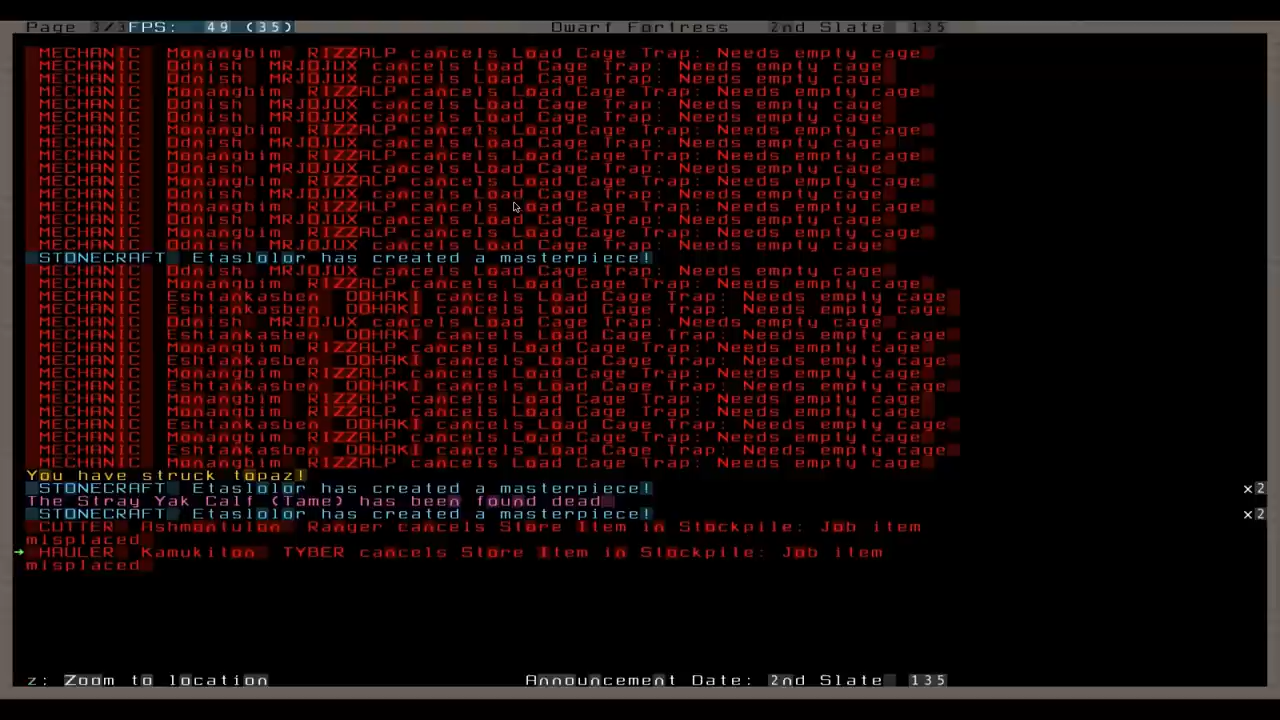 Page 3/3 FPS: 49 (35) Dwarf Fortress 2nd Slate 135
MECHANIC Monangbim RIZZALP cancels Load Cage Trap: Needs empty cage
MECHANIC Odnish MRJOJUX cancels Load Cage Trap: Needs empty cage
MECHANIC Odnish MRJOJUX cancels Load Cage Trap: Needs empty cage
MECHANIC Monangbim RIZZALP cancels Load Cage Trap: Needs empty cage
MECHANIC Odnish MRJOJUX cancels Load Cage Trap: Needs empty cage
MECHANIC Odnish MRJOJUX cancels Load Cage Trap: Needs empty cage
MECHANIC Monangbim RIZZALP cancels Load Cage Trap: Needs empty cage
MECHANIC Odnish MRJOJUX cancels Load Cage Trap: Needs empty cage
MECHANIC Monangbim RIZZALP cancels Load Cage Trap: Needs empty cage
MECHANIC Odnish MRJOJUX cancels Load Cage Trap: Needs empty cage
MECHANIC Monangbim RIZZALP cancels Load Cage Trap: Needs empty cage
MECHANIC Odnish MRJOJUX cancels Load Cage Trap: Needs empty cage
MECHANIC Monangbim RIZZALP cancels Load Cage Trap: Needs empty cage
MECHANIC Odnish MRJOJUX cancels Load Cage Trap: Needs empty cage
MECHANIC Monangbim RIZZALP cancels Load Cage Trap: Needs empty cage
MECHANIC Odnish MRJOJUX cancels Load Cage Trap: Needs empty cage
STONECRAFT Etaslolor has created a masterpiece!
MECHANIC Odnish MRJOJUX cancels Load Cage Trap: Needs empty cage
MECHANIC Monangbim RIZZALP cancels Load Cage Trap: Needs empty cage
MECHANIC Eshtankasben DOHAKI cancels Load Cage Trap: Needs empty cage
MECHANIC Eshtankasben DOHAKI cancels Load Cage Trap: Needs empty cage
MECHANIC Odnish MRJOJUX cancels Load Cage Trap: Needs empty cage
MECHANIC Eshtankasben DOHAKI cancels Load Cage Trap: Needs empty cage
MECHANIC Monangbim RIZZALP cancels Load Cage Trap: Needs empty cage
MECHANIC Eshtankasben DOHAKI cancels Load Cage Trap: Needs empty cage
MECHANIC Monangbim RIZZALP cancels Load Cage Trap: Needs empty cage
MECHANIC Eshtankasben DOHAKI cancels Load Cage Trap: Needs empty cage
MECHANIC Monangbim RIZZALP cancels Load Cage Trap: Needs empty cage
MECHANIC Monangbim RIZZALP cancels Load Cage Trap: Needs empty cage
MECHANIC Eshtankasben DOHAKI cancels Load Cage Trap: Needs empty cage
MECHANIC Monangbim RIZZALP cancels Load Cage Trap: Needs empty cage
MECHANIC Eshtankasben DOHAKI cancels Load Cage Trap: Needs empty cage
MECHANIC Monangbim RIZZALP cancels Load Cage Trap: Needs empty cage
You have struck topaz!
STONECRAFT Etaslolor has created a masterpiece! x2
The Stray Yak Calf (Tame) has been found dead
STONECRAFT Etaslolor has created a masterpiece! x2
CUTTER Ashmontulon Ranger cancels Store Item in Stockpile: Job item
misplaced
HAULER Kamukiton TYBER cancels Store Item in Stockpile: Job item
misplaced
z: Zoom to location Announcement Date: 2nd Slate 135